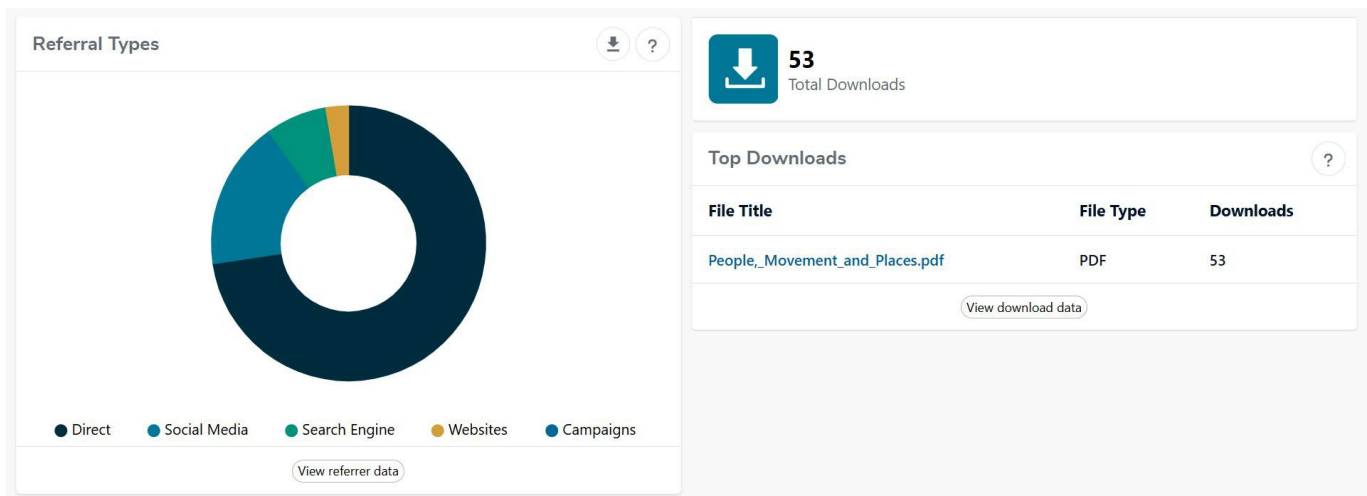 Referral Types
?
Direct
Social Media
Search Engine
Websites
Campaigns
View referrer data
53
Total Downloads
Top Downloads
?
File Title File Type Downloads
People,_Movement_and_Places.pdf PDF 53
View download data